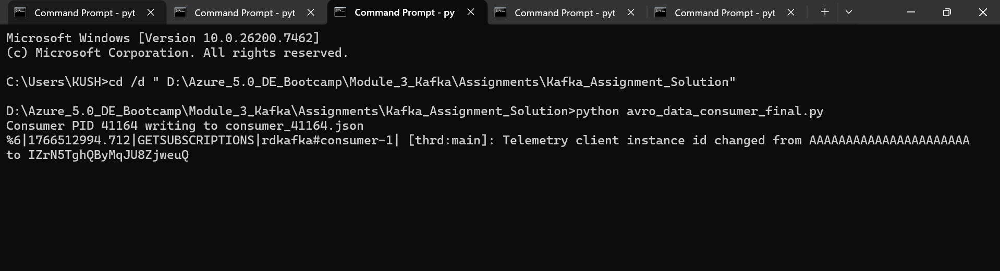 Command Prompt - pyt
Command Prompt - pyt
Command Prompt - py
Command Prompt - pyt
Command Prompt - pyt
Microsoft Windows [Version 10.0.26200.7462]
(c) Microsoft Corporation. All rights reserved.
C:\Users\KUSH>cd /d " D:\Azure_5.0_DE_Bootcamp\Module_3_Kafka\Assignments\Kafka_Assignment_Solution"
D:\Azure_5.0_DE_Bootcamp\Module_3_Kafka\Assignments\Kafka_Assignment_Solution>python avro_data_consumer_final.py
Consumer PID 41164 writing to consumer_41164.json
%6|1766512994.712|GETSUBSCRIPTIONS|rdkafka#consumer-1| [thrd:main]: Telemetry client instance id changed from AAAAAAAAAAAAAAAAAAAAAA
to IZrN5TghQByMqJU8ZjweuQ